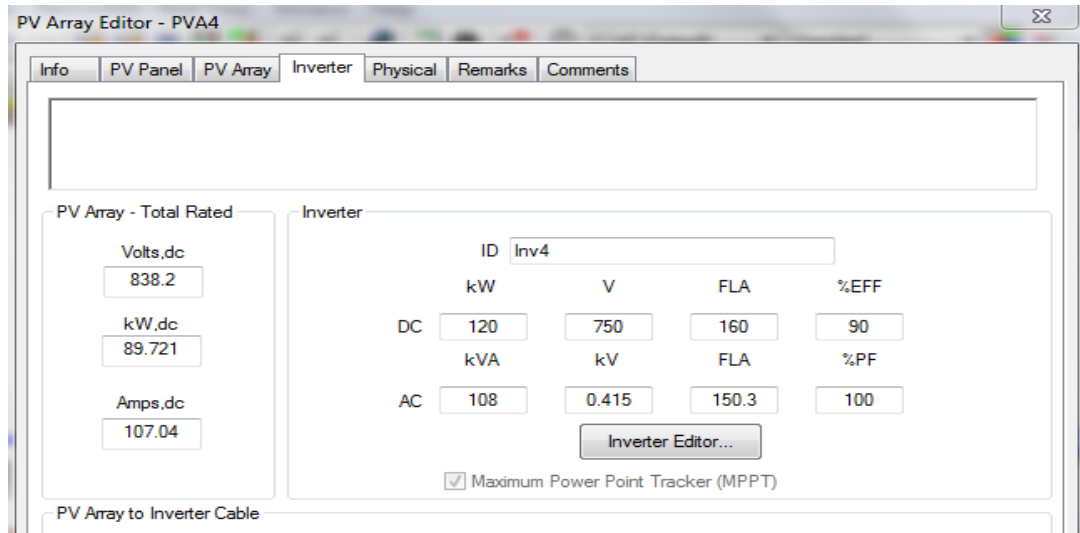 PV Array Editor - PVA4
Info PV Panel PV Array Inverter Physical Remarks Comments
PV Array - Total Rated
Volts,dc
838.2
kW,dc
89.721
Amps,dc
107.04
Inverter
ID Inv4
kW V FLA %EFF
DC 120 750 160 90
kVA kV FLA %PF
AC 108 0.415 150.3 100
Inverter Editor...
Maximum Power Point Tracker (MPPT)
PV Array to Inverter Cable